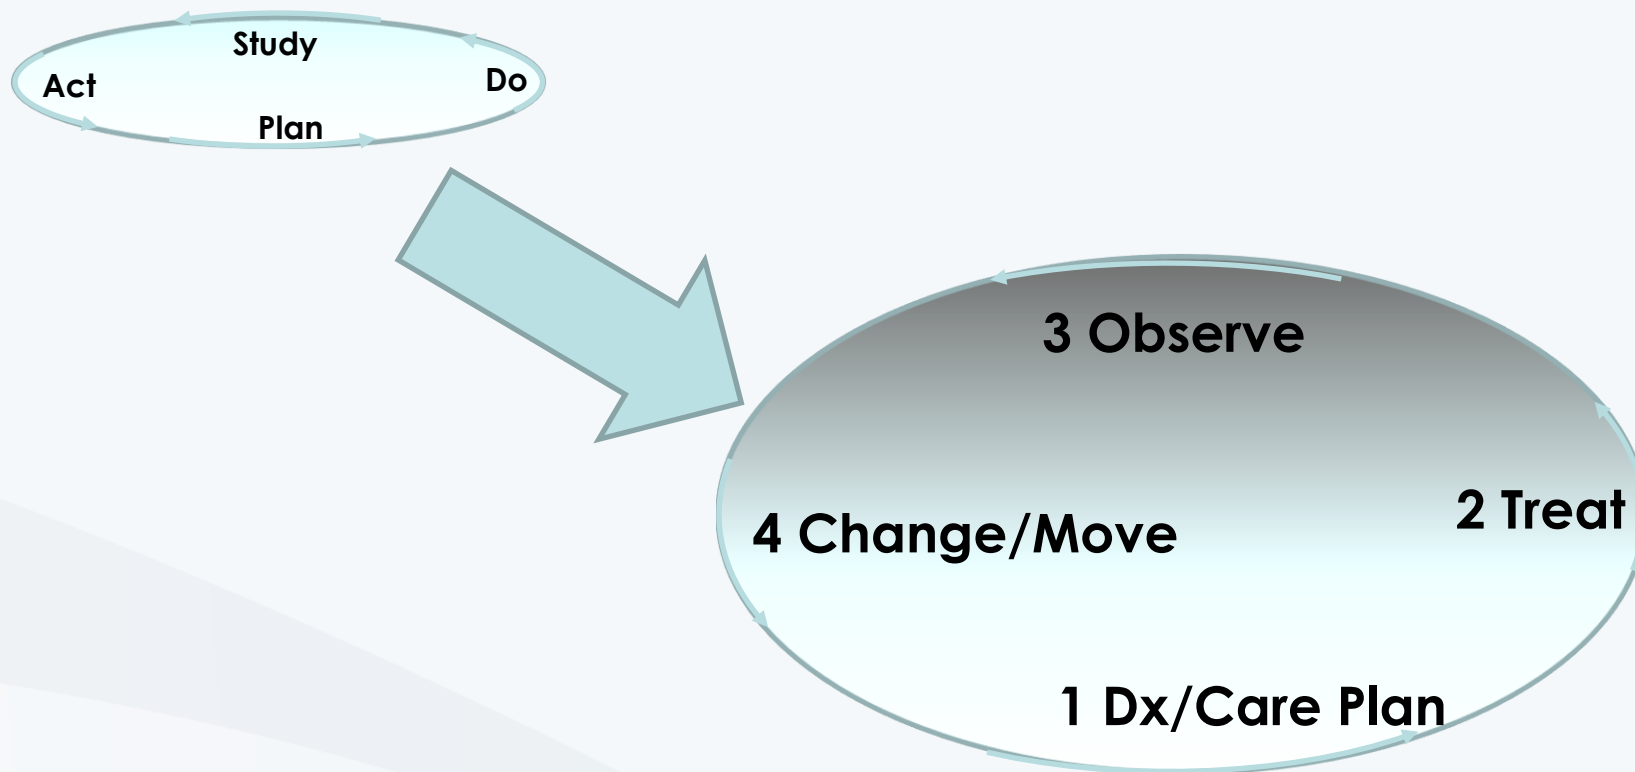 Study
Act
Do
Plan
3 Observe
2 Treat
4 Change/Move
1 Dx/Care Plan